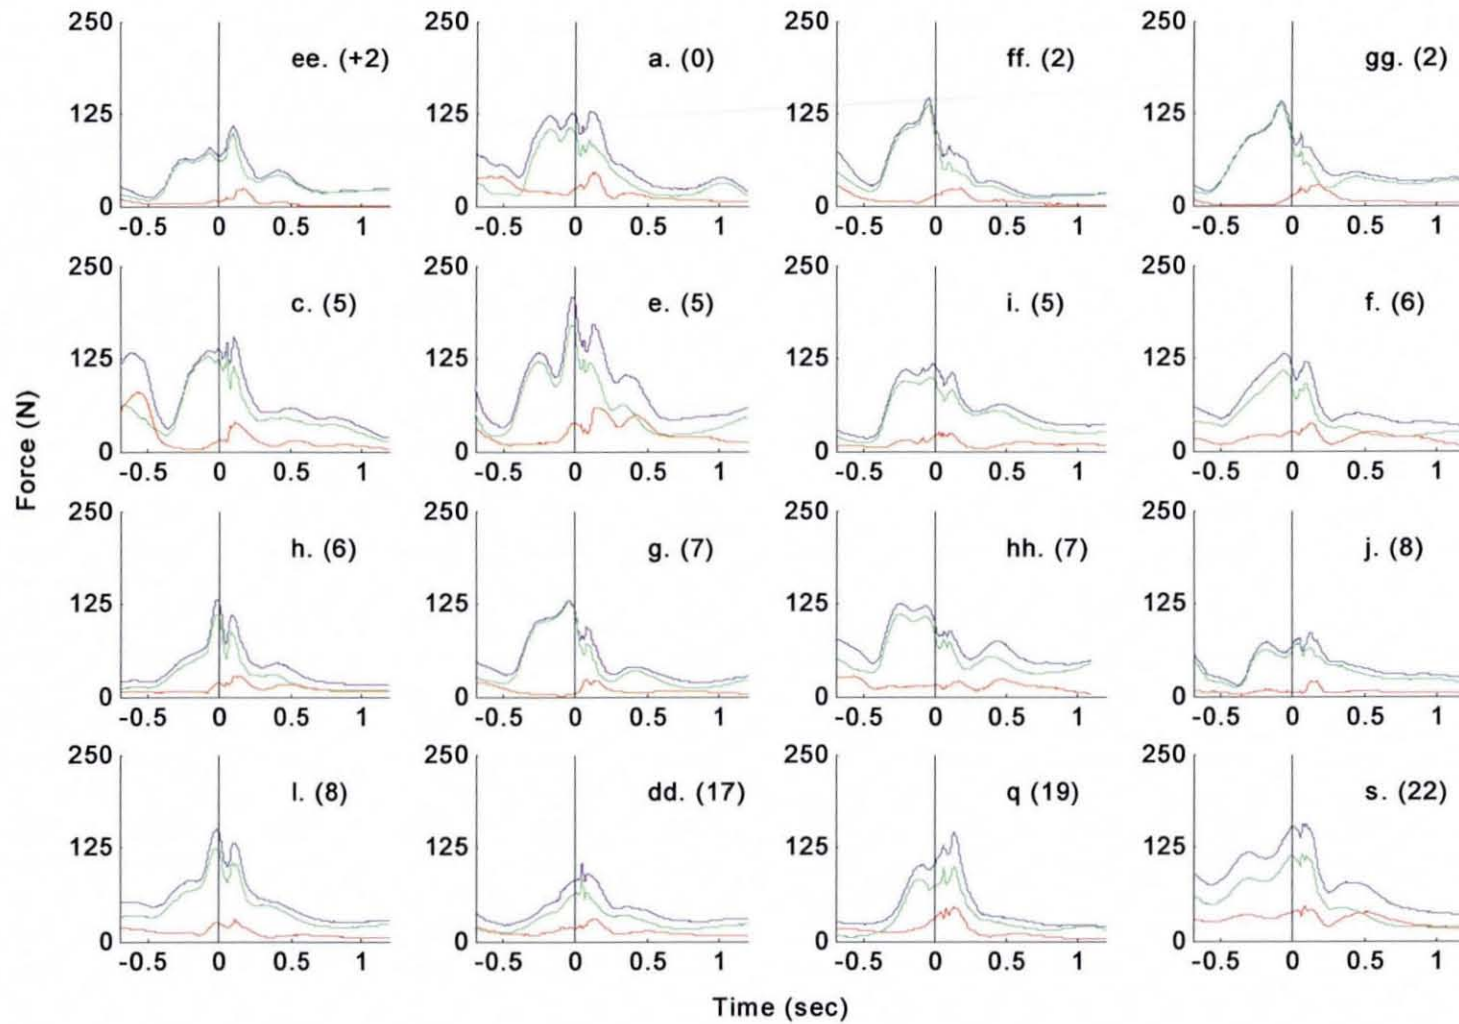 250 125 0 ee. (+2) -0.5 0 0.5 1
250 125 0 a. (0) -0.5 0 0.5 1
250 125 0 ff. (2) -0.5 0 0.5 1
250 125 0 gg. (2) -0.5 0 0.5 1
250 125 0 c. (5) -0.5 0 0.5 1
250 125 0 e. (5) -0.5 0 0.5 1
250 125 0 i. (5) -0.5 0 0.5 1
250 125 0 f. (6) -0.5 0 0.5 1
Force (N)
250 125 0 h. (6) -0.5 0 0.5 1
250 125 0 g. (7) -0.5 0 0.5 1
250 125 0 hh. (7) -0.5 0 0.5 1
250 125 0 j. (8) -0.5 0 0.5 1
250 125 0 l. (8) -0.5 0 0.5 1
250 125 0 dd. (17) -0.5 0 0.5 1
250 125 0 q (19) -0.5 0 0.5 1
250 125 0 s. (22) -0.5 0 0.5 1
Time (sec)